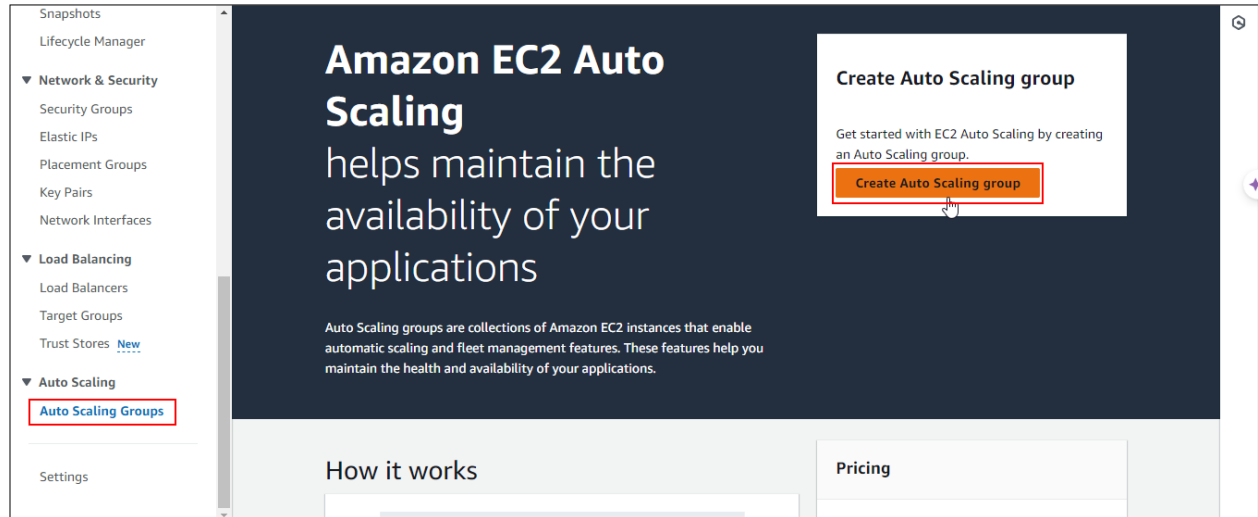 Snapshots
Lifecycle Manager
Network & Security
Security Groups
Elastic IPs
Placement Groups
Key Pairs
Network Interfaces
Load Balancing
Load Balancers
Target Groups
Trust Stores New
Auto Scaling
Auto Scaling Groups
Settings
Amazon EC2 Auto
Scaling
helps maintain the
availability of your
applications
Auto Scaling groups are collections of Amazon EC2 instances that enable
automatic scaling and fleet management features. These features help you
maintain the health and availability of your applications.
Create Auto Scaling group
Get started with EC2 Auto Scaling by creating
an Auto Scaling group.
Create Auto Scaling group
How it works
Pricing